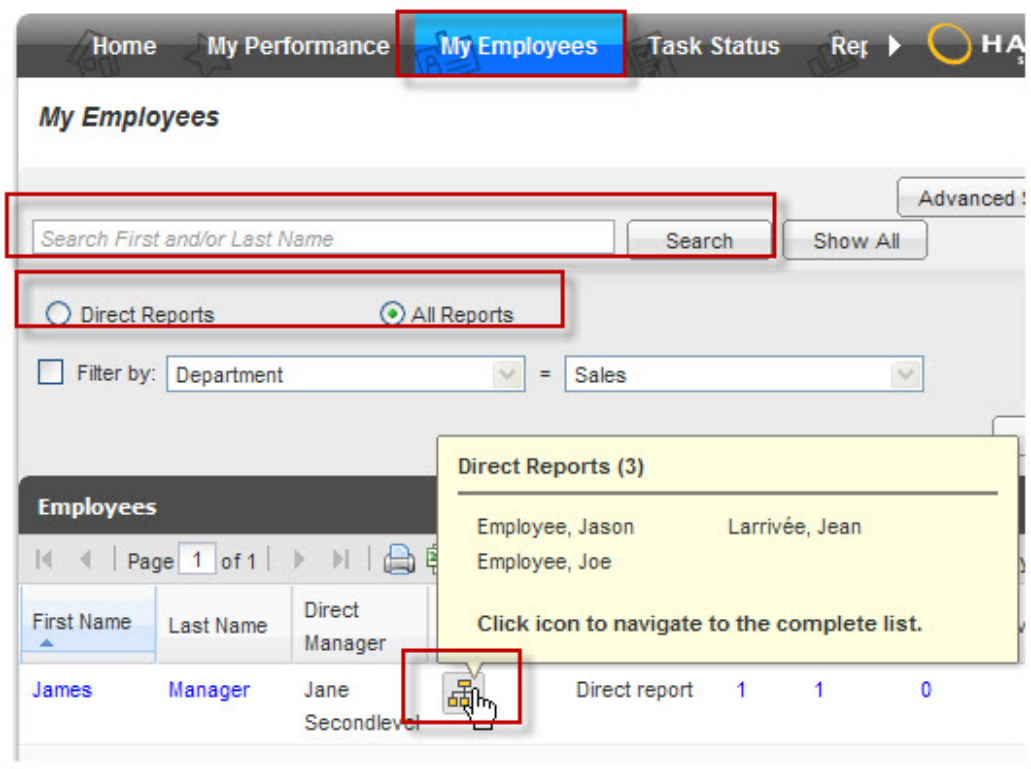 Home My Performance My Employees Task Status
My Employees
Advanced
Search First and/or Last Name Search Show All
Direct Reports All Reports
Filter by: Department = Sales
Direct Reports (3)
Employee, Jason Larrivée, Jean
Employee, Joe
Click icon to navigate to the complete list.
Employees
Page 1 of 1
First Name Last Name Direct Manager
James Manager Jane Secondlevel Direct report 1 1 0